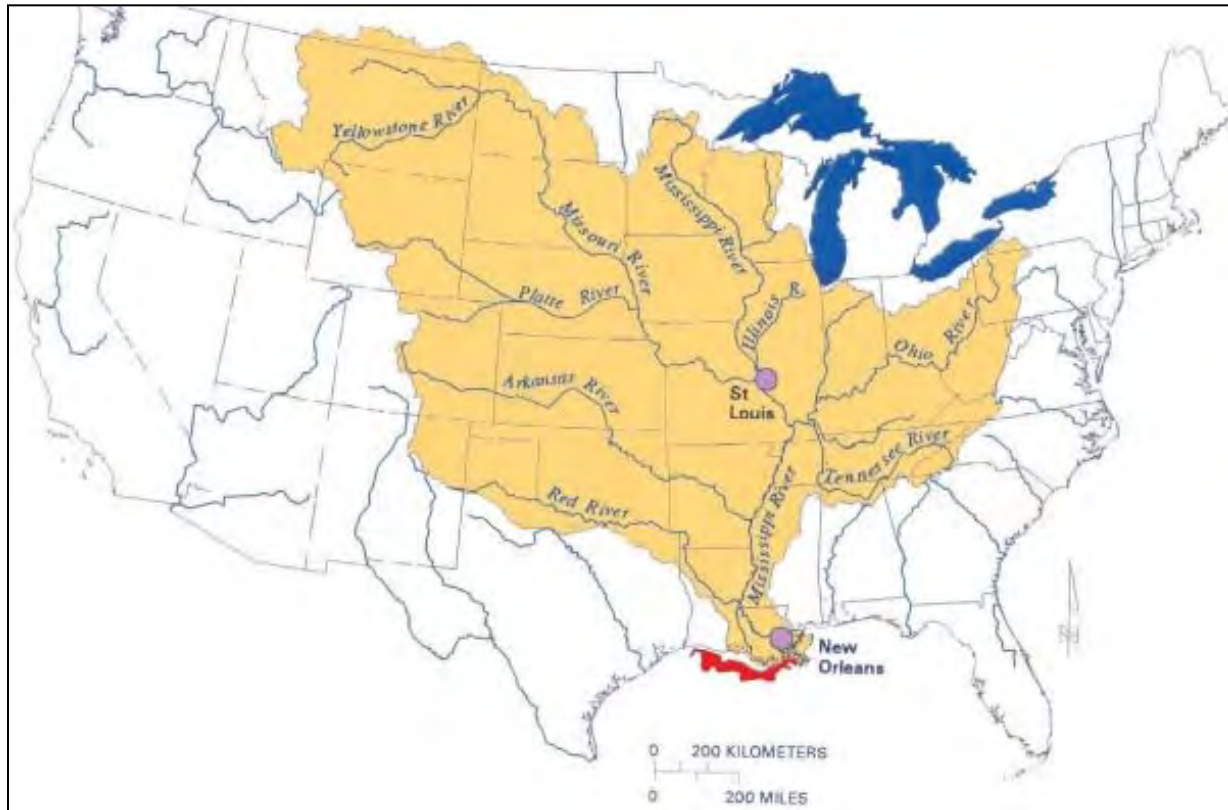 Yellowstone River
Mississippi River
Missouri River
Platte River
Illinois R.
Ohio River
St
Louis
Arkansas River
Tennessee River
Red River
Mississippi River
New
Orleans
0 200 KILOMETERS
0 200 MILES